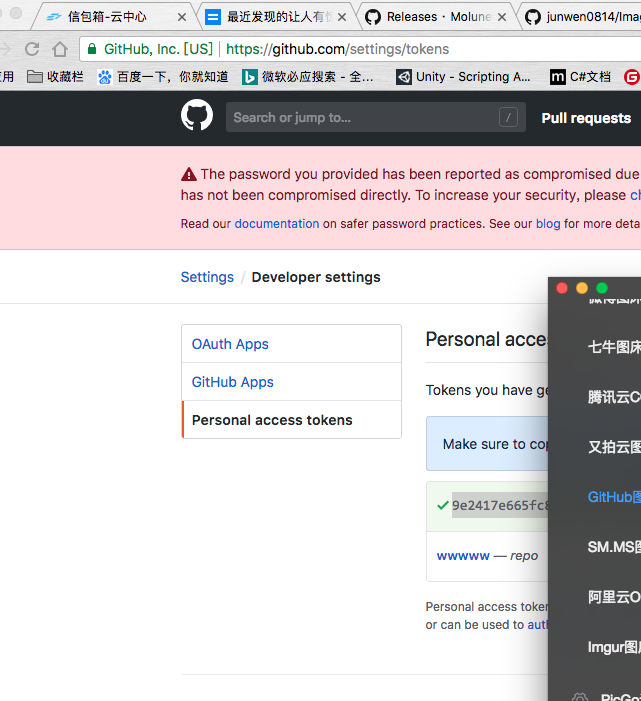 信包箱-云中心
最近发现的让人有
Releases · Molune
junwen0814/Imag
GitHub, Inc. [US]
https://github.com/settings/tokens
用
收藏栏
百度一下，你就知道
微软必应搜索 - 全...
Unity - Scripting A...
C#文档
Search or jump to...
/
Pull requests
The password you provided has been reported as compromised due
has not been compromised directly. To increase your security, please ch
Read our documentation on safer password practices. See our blog for more deta
Settings / Developer settings
OAuth Apps
GitHub Apps
Personal access tokens
Personal acce
Tokens you have ge
Make sure to cop
9e2417e665fc8
wwwww — repo
Personal access token
or can be used to auth
微博图床
七牛图床
腾讯云CO
又拍云图
GitHub图
SM.MS图
阿里云O
Imgur图床
PicGo